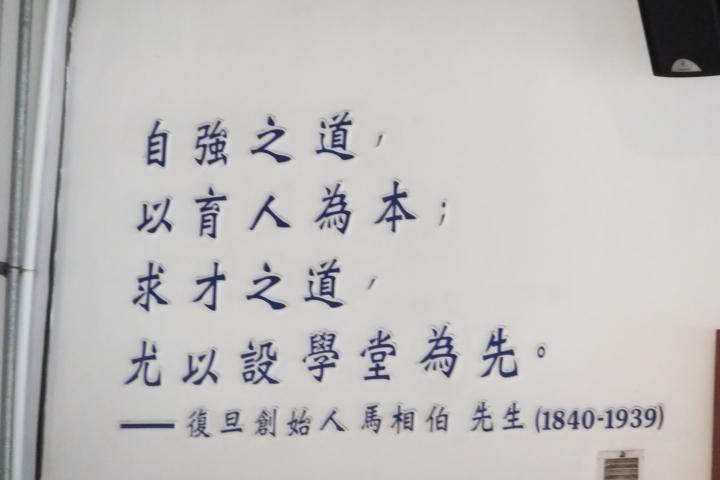 自強之道，
以育人為本；
求才之道，
尤以設學堂為先。
——復旦創始人馬相伯 先生(1840-1939)